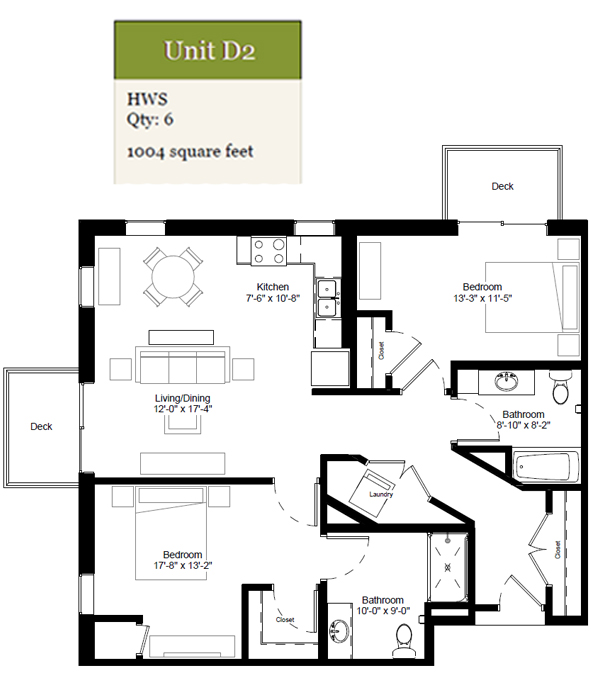 Unit D2
HWS
Qty: 6
1004 square feet
Deck
Kitchen
7'-6" x 10'-8"
Bedroom
13'-3" x 11'-5"
Closet
Living/Dining
12'-0" x 17'-4"
Deck
Bathroom
8'-10" x 8'-2"
Laundry
Bedroom
17'-8" x 13'-2"
Closet
Bathroom
10'-0" x 9'-0"
Closet